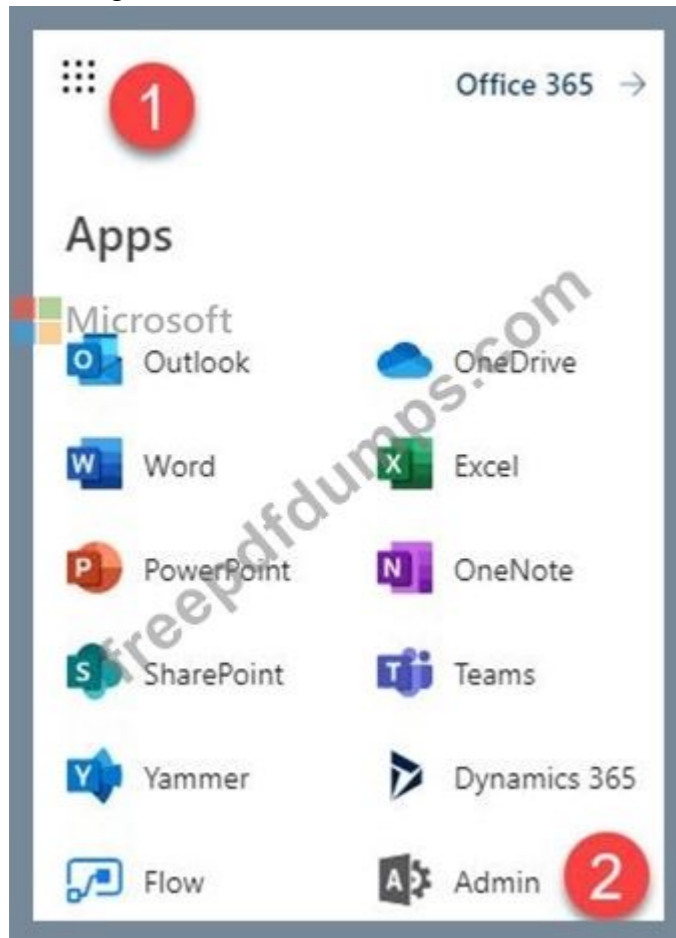 1
Office 365 →
Apps
Microsoft
Outlook OneDrive
Word Excel
PowerPoint OneNote
SharePoint Teams
Yammer Dynamics 365
Flow Admin 2
freepdfdumps.com